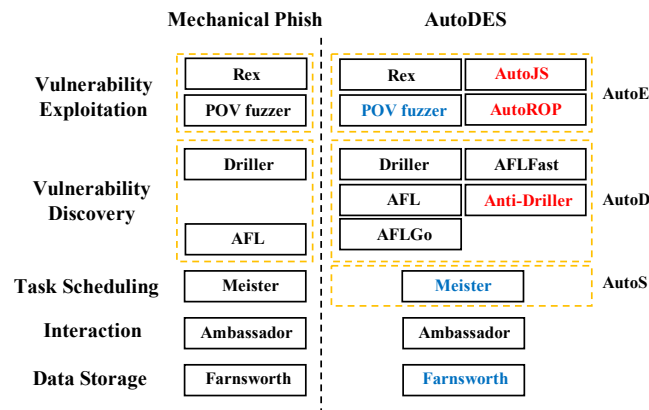 Mechanical Phish AutoDES
Vulnerability
Exploitation
Rex Rex AutoJS
POV fuzzer POV fuzzer AutoROP
AutoE
Vulnerability
Discovery
Driller Driller AFLFast
AFL Anti-Driller
AFL AFLGo
AutoD
Task Scheduling Meister Meister AutoS
Interaction Ambassador Ambassador
Data Storage Farnsworth Farnsworth